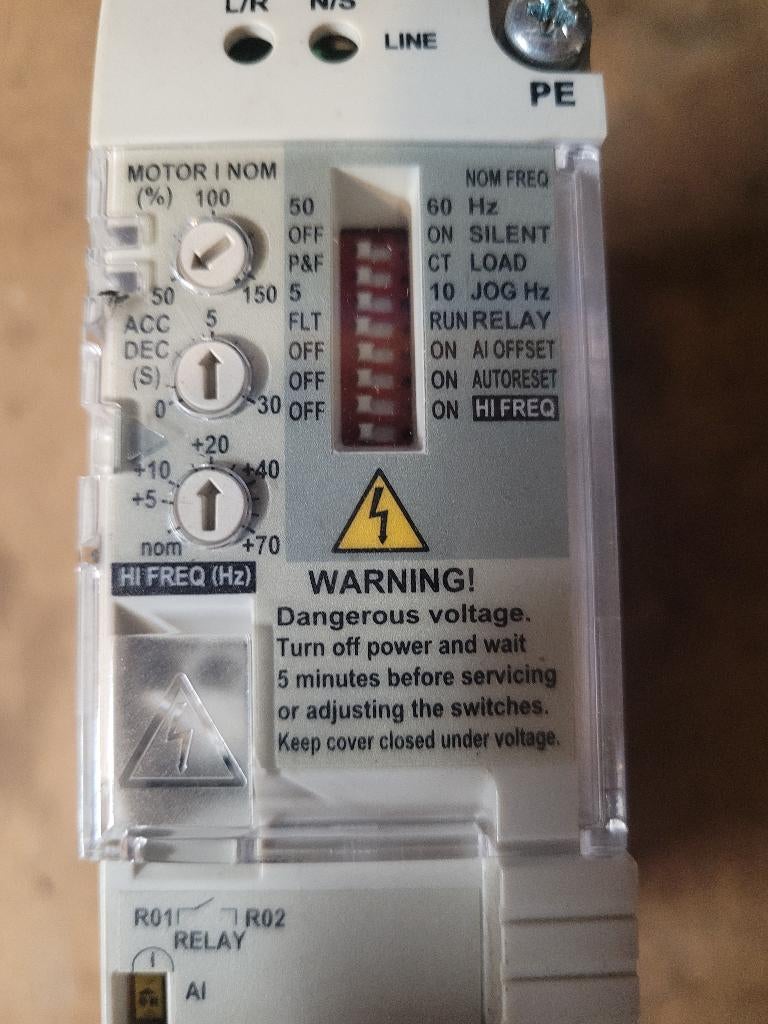 L/R N/S
LINE
PE
MOTOR I NOM
(%) 100
50 150
ACC 5
DEC
(S)
0 30
+20
+10 +40
+5
nom +70
HI FREQ (Hz)
NOM FREQ
50 60 Hz
OFF ON SILENT
P&F CT LOAD
5 10 JOG Hz
FLT RUN RELAY
OFF ON AI OFFSET
OFF ON AUTORESET
OFF ON HI FREQ
WARNING!
Dangerous voltage.
Turn off power and wait
5 minutes before servicing
or adjusting the switches.
Keep cover closed under voltage.
R01 R02
RELAY
I
AI